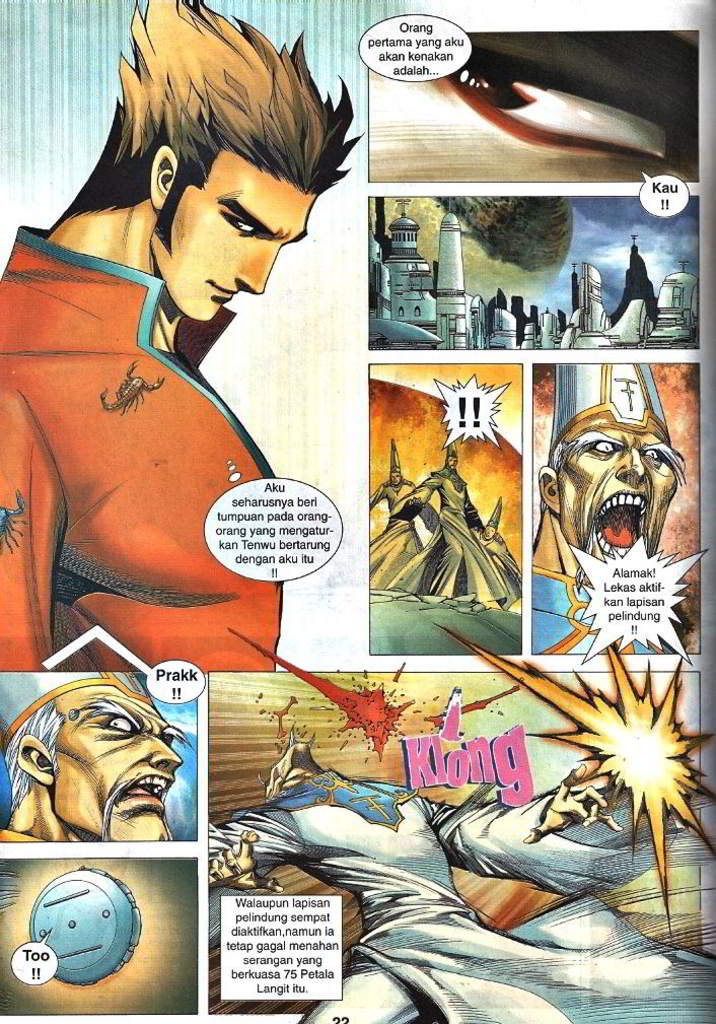 Orang
pertama yang aku
akan kenakan
adalah...
Kau
!!
Aku
seharusnya beri
tumpuan pada orang-
orang yang mengatur-
kan Tenwu bertarung
dengan aku itu
!!
!!
Alamak!
Lekas aktif-
kan lapisan
pelindung
!!
Prakk
!!
Klong
Too
!!
Walaupun lapisan
pelindung sempat
diaktifkan,namun ia
tetap gagal menahan
serangan yang
berkuasa 75 Petala
Langit itu.
22